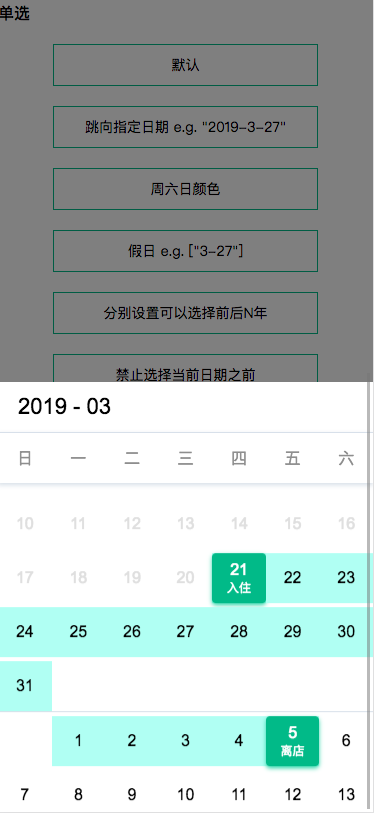 单选
默认
跳向指定日期 e.g. "2019-3-27"
周六日颜色
假日 e.g. ["3-27"]
分别设置可以选择前后N年
禁止选择当前日期之前
2019 - 03
日 一 二 三 四 五 六
10 11 12 13 14 15 16
17 18 19 20 21 22 23
入住
24 25 26 27 28 29 30
31
1 2 3 4 5 6
离店
7 8 9 10 11 12 13